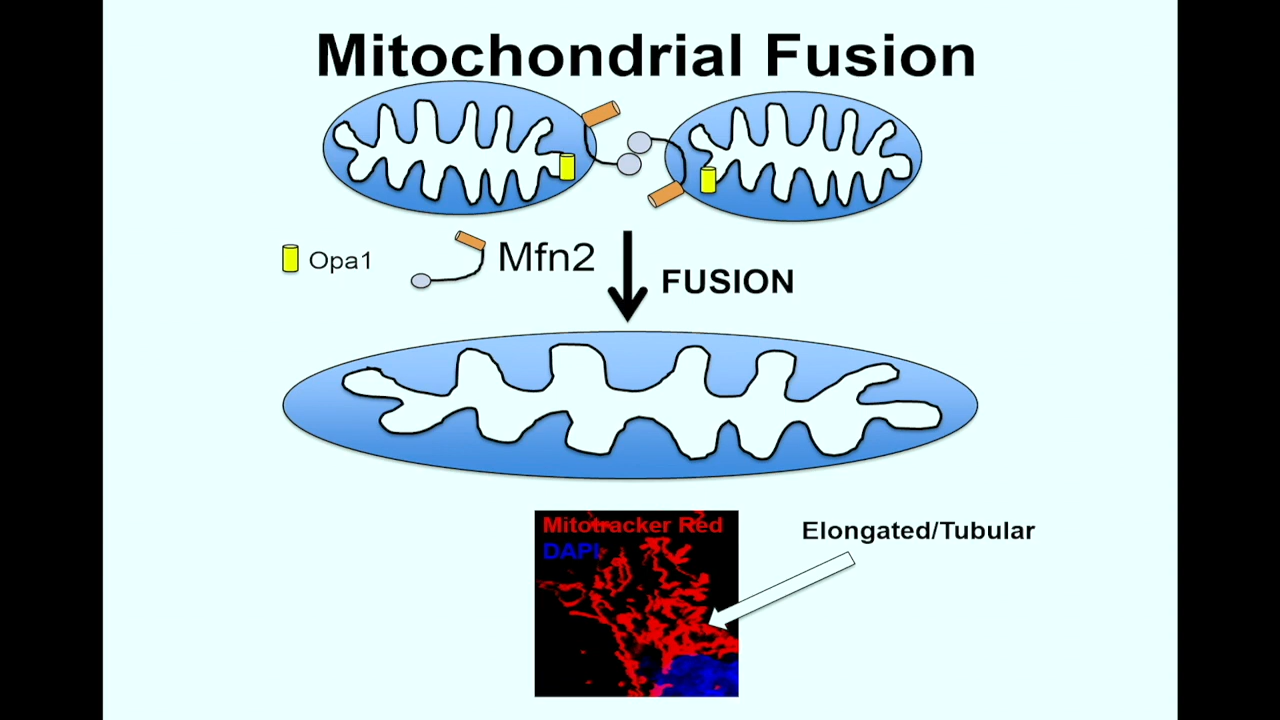 Mitochondrial Fusion
Opa1
Mfn2
FUSION
Mitotracker Red
DAPI
Elongated/Tubular